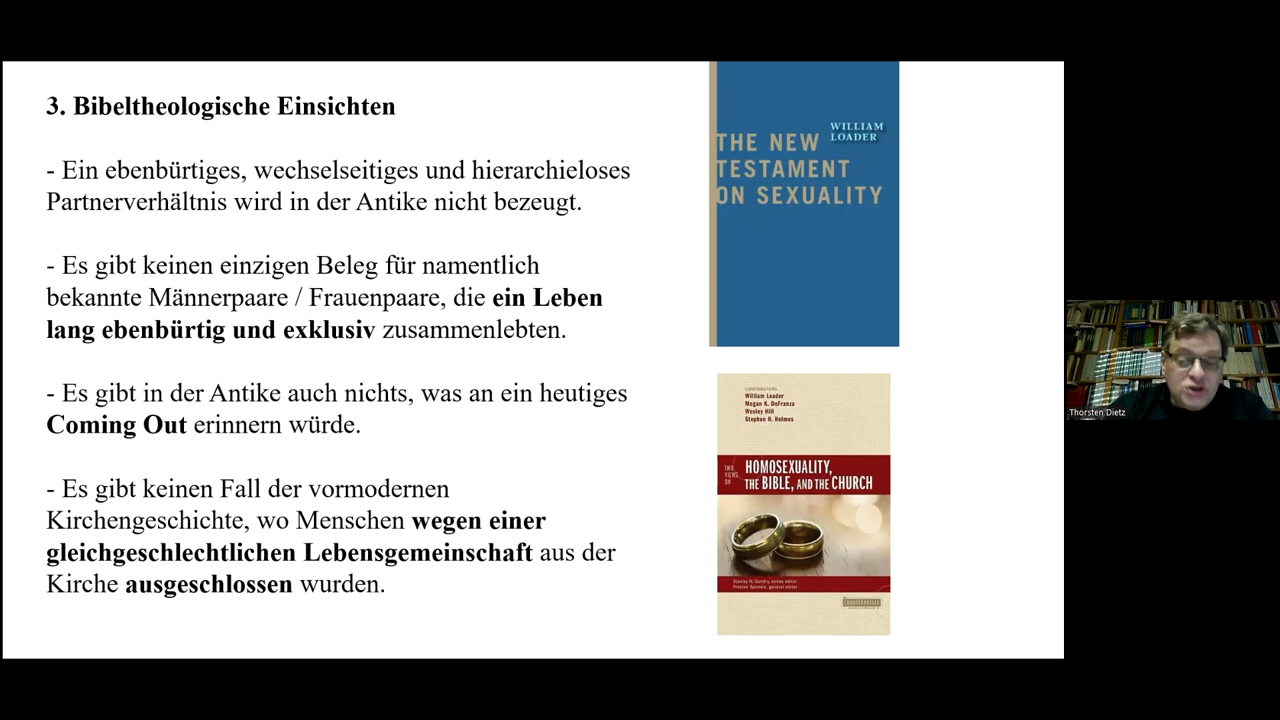 3. Bibeltheologische Einsichten
- Ein ebenbürtiges, wechselseitiges und hierarchieloses
Partnerverhältnis wird in der Antike nicht bezeugt.
- Es gibt keinen einzigen Beleg für namentlich
bekannte Männerpaare / Frauenpaare, die ein Leben
lang ebenbürtig und exklusiv zusammenlebten.
- Es gibt in der Antike auch nichts, was an ein heutiges
Coming Out erinnern würde.
- Es gibt keinen Fall der vormodernen
Kirchengeschichte, wo Menschen wegen einer
gleichgeschlechtlichen Lebensgemeinschaft aus der
Kirche ausgeschlossen wurden.
WILLIAM
LOADER
THE NEW
TESTAMENT
ON SEXUALITY
CONTRIBUTORS
William Loader
Megan K. DeFranza
Wesley Hill
Stephen R. Holmes
TWO
VIEWS
ON
HOMOSEXUALITY,
THE BIBLE, AND THE CHURCH
Stanley N. Gundry, series editor
Preston Sprinkle, general editor
Thorsten Dietz